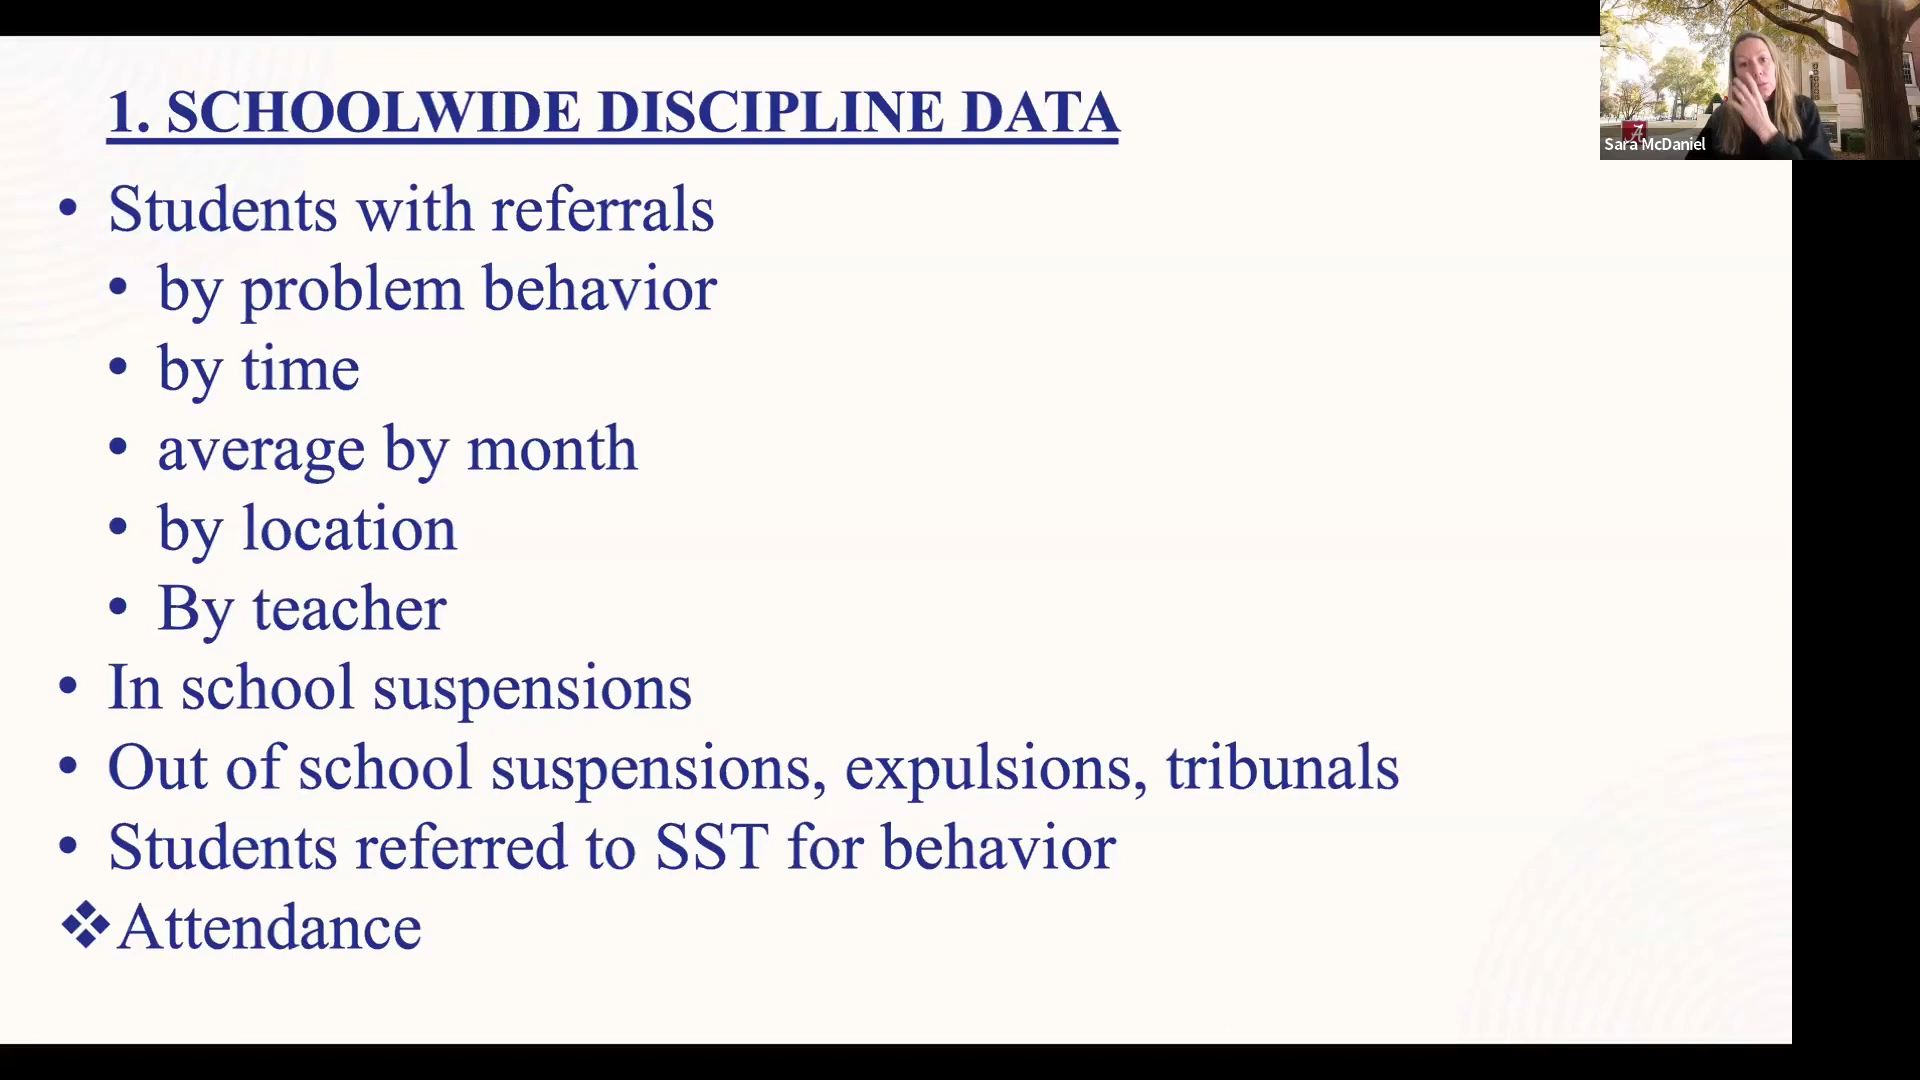 1. SCHOOLWIDE DISCIPLINE DATA
• Students with referrals
• by problem behavior
• by time
• average by month
• by location
• By teacher
• In school suspensions
• Out of school suspensions, expulsions, tribunals
• Students referred to SST for behavior
❖Attendance
A
Sara McDaniel